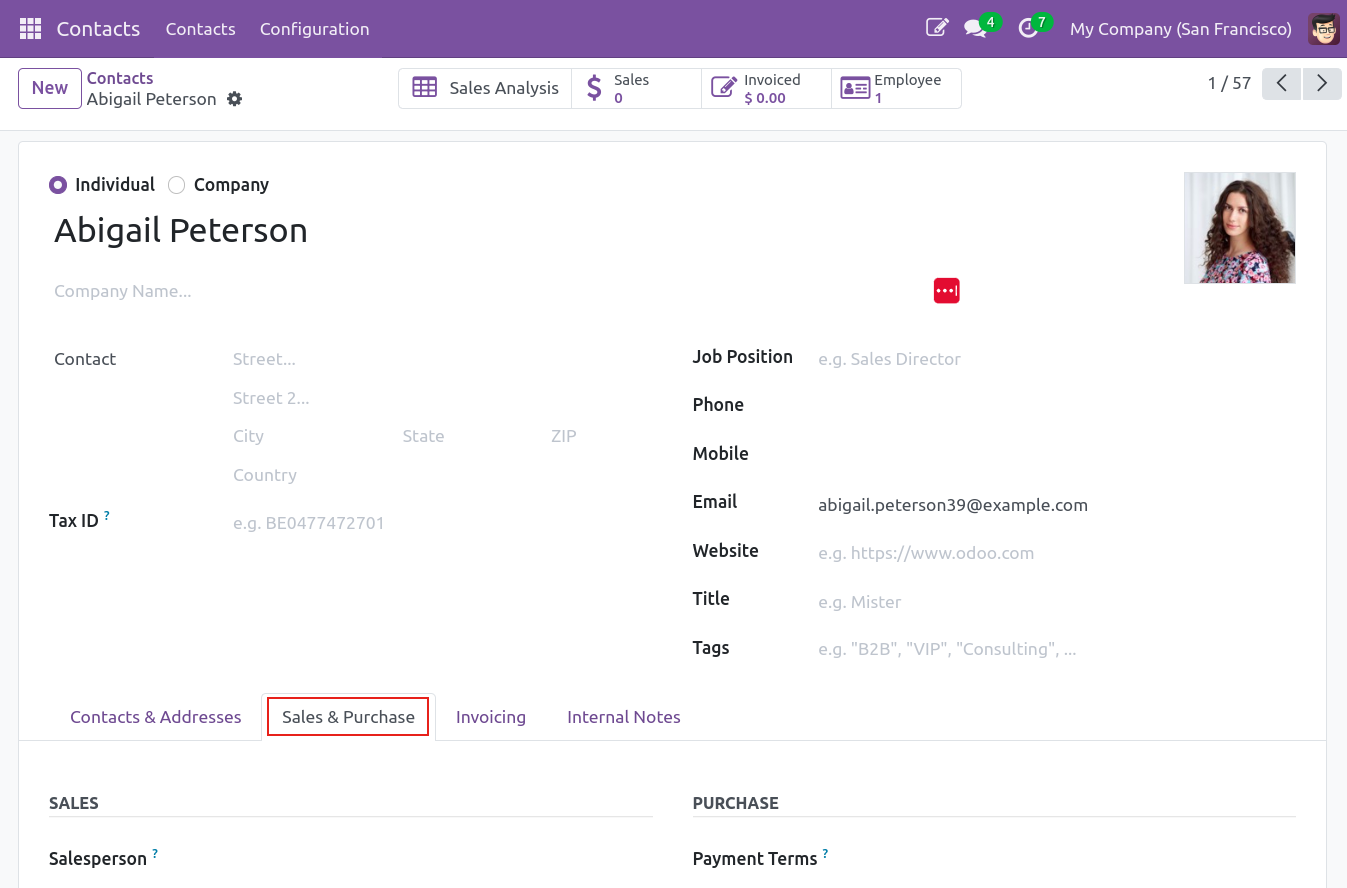 Contacts Contacts Configuration 4 7 My Company (San Francisco)
New Contacts
Abigail Peterson
Sales Analysis
Sales
0
Invoiced
$ 0.00
Employee
1
1 / 57
Individual Company
Abigail Peterson
Company Name...
Contact Street...
Street 2...
City State ZIP
Country
Tax ID ? e.g. BE0477472701
Job Position e.g. Sales Director
Phone
Mobile
Email abigail.peterson39@example.com
Website e.g. https://www.odoo.com
Title e.g. Mister
Tags e.g. "B2B", "VIP", "Consulting", ...
Contacts & Addresses Sales & Purchase Invoicing Internal Notes
SALES
Salesperson ?
PURCHASE
Payment Terms ?